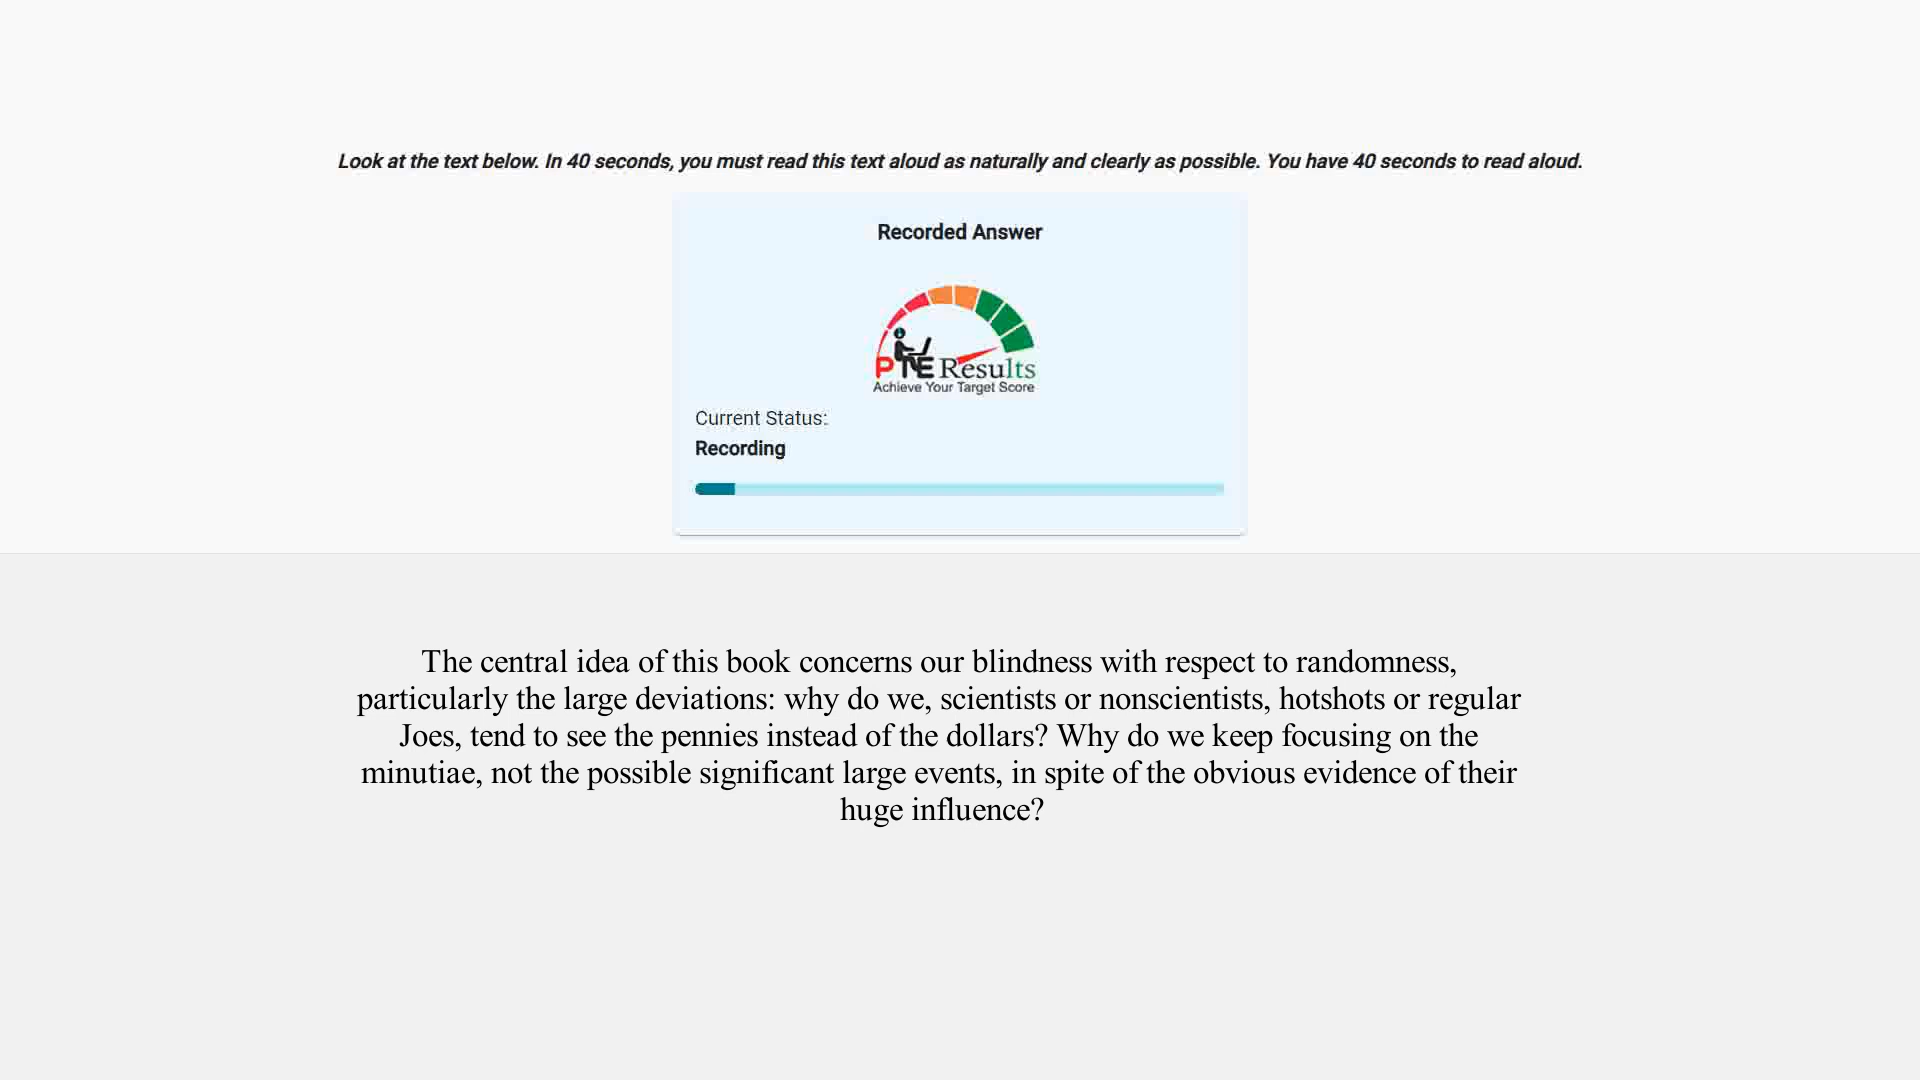 Look at the text below. In 40 seconds, you must read this text aloud as naturally and clearly as possible. You have 40 seconds to read aloud.
Recorded Answer
PTE Results
Achieve Your Target Score
Current Status:
Recording
The central idea of this book concerns our blindness with respect to randomness,
particularly the large deviations: why do we, scientists or nonscientists, hotshots or regular
Joes, tend to see the pennies instead of the dollars? Why do we keep focusing on the
minutiae, not the possible significant large events, in spite of the obvious evidence of their
huge influence?